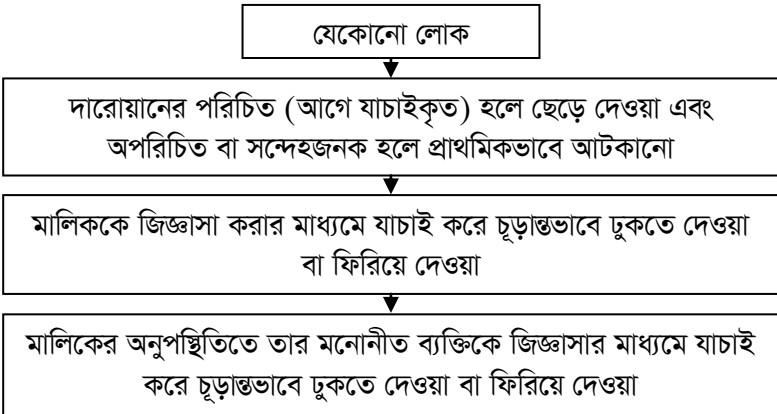 যেকোনো লোক
দারোয়ানের পরিচিত (আগে যাচাইকৃত) হলে ছেড়ে দেওয়া এবং
অপরিচিত বা সন্দেহজনক হলে প্রাথমিকভাবে আটকানো
মালিককে জিজ্ঞাসা করার মাধ্যমে যাচাই করে চূড়ান্তভাবে ঢুকতে দেওয়া
বা ফিরিয়ে দেওয়া
মালিকের অনুপস্থিতিতে তার মনোনীত ব্যক্তিকে জিজ্ঞাসার মাধ্যমে যাচাই
করে চূড়ান্তভাবে ঢুকতে দেওয়া বা ফিরিয়ে দেওয়া